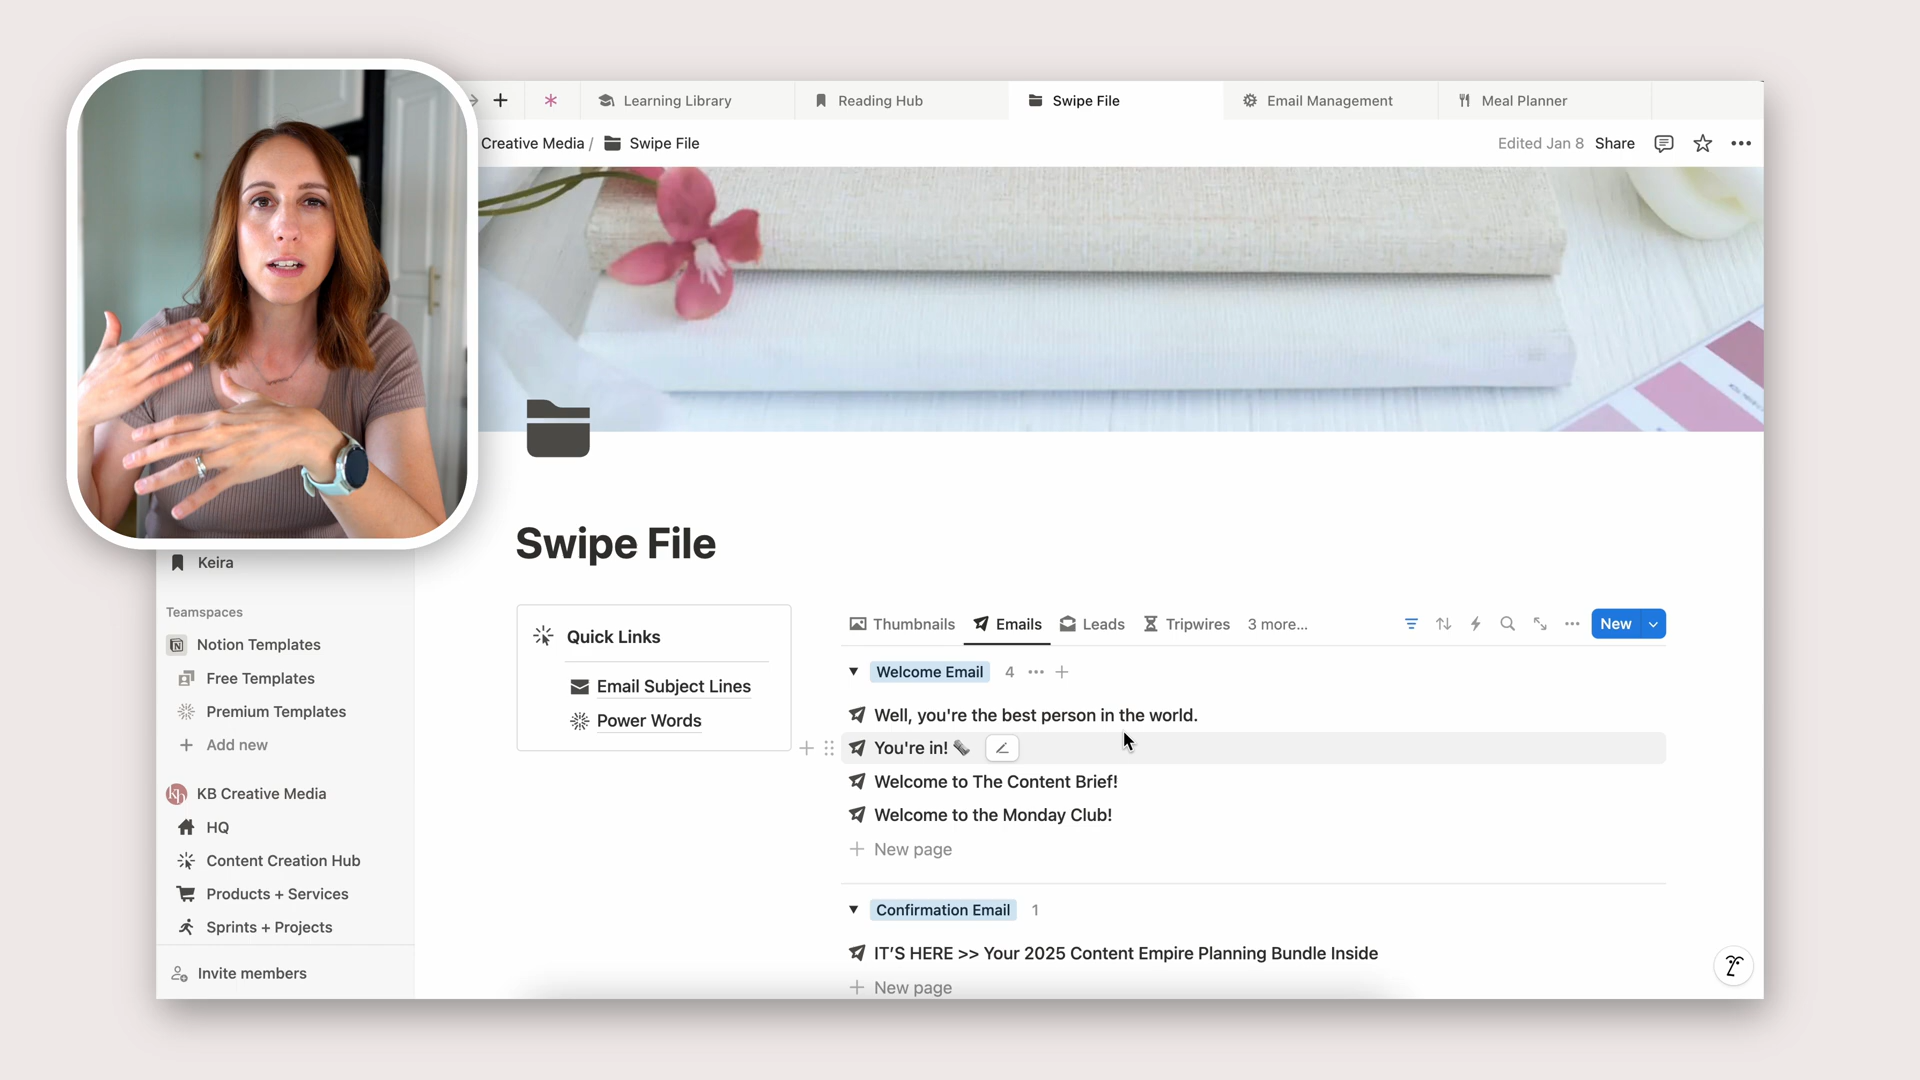 Learning Library
Reading Hub
Swipe File
Email Management
Meal Planner
Creative Media / Swipe File
Edited Jan 8
Share
Keira
Teamspaces
Notion Templates
Free Templates
Premium Templates
Add new
kb
KB Creative Media
HQ
Content Creation Hub
Products + Services
Sprints + Projects
Invite members
Swipe File
Quick Links
Email Subject Lines
Power Words
Thumbnails
Emails
Leads
Tripwires
3 more...
New
Welcome Email 4
Well, you're the best person in the world.
You're in!
Welcome to The Content Brief!
Welcome to the Monday Club!
New page
Confirmation Email 1
IT'S HERE >> Your 2025 Content Empire Planning Bundle Inside
New page